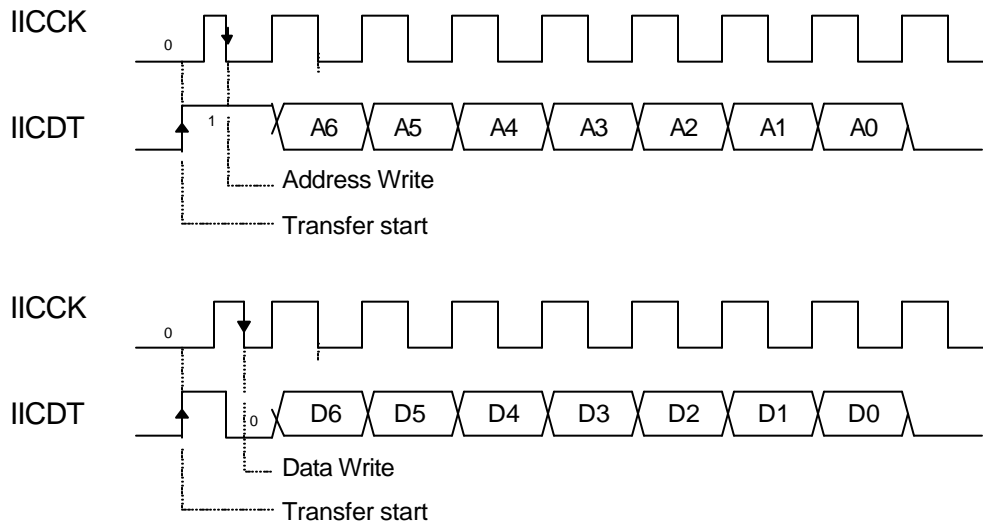 IICCK
0
IICDT
1
A6 A5 A4 A3 A2 A1 A0
Address Write
Transfer start
IICCK
0
IICDT
0
D6 D5 D4 D3 D2 D1 D0
Data Write
Transfer start